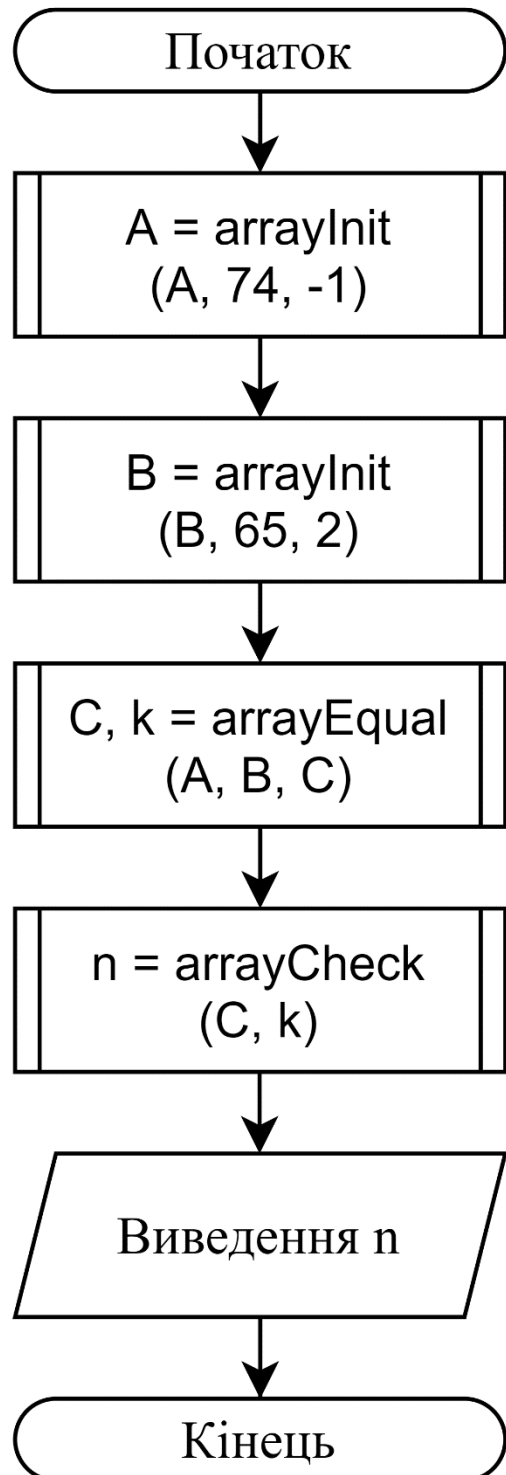 Початок
A = arrayInit
(A, 74, -1)
B = arrayInit
(B, 65, 2)
C, k = arrayEqual
(A, B, C)
n = arrayCheck
(C, k)
Виведення n
Кінець